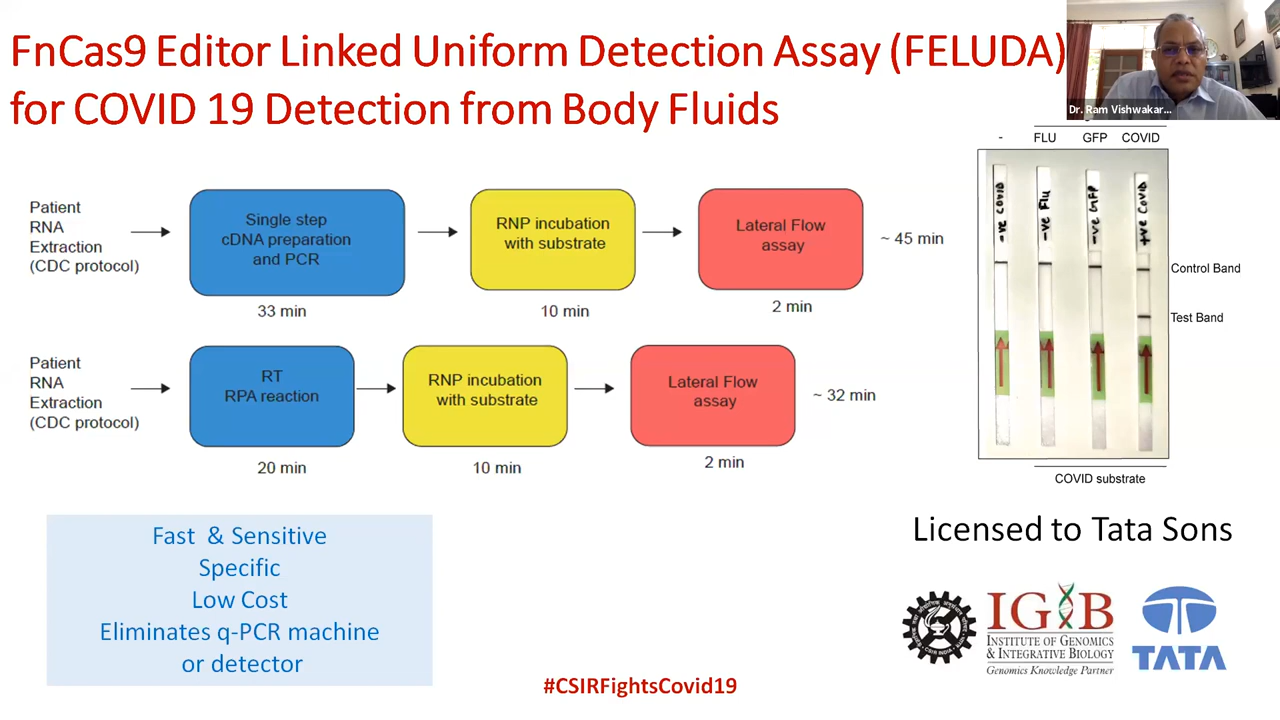 FnCas9 Editor Linked Uniform Detection Assay (FELUDA)
for COVID 19 Detection from Body Fluids
Dr. Ram Vishwakar...
Patient
RNA
Extraction
(CDC protocol)
Single step
cDNA preparation
and PCR
33 min
RNP incubation
with substrate
10 min
Lateral Flow
assay
2 min
~ 45 min
Patient
RNA
Extraction
(CDC protocol)
RT
RPA reaction
20 min
RNP incubation
with substrate
10 min
Lateral Flow
assay
2 min
~ 32 min
- FLU GFP COVID
-ve COVID
-ve Flu
-ve GFP
+ve COVID
Control Band
Test Band
COVID substrate
Fast & Sensitive
Specific
Low Cost
Eliminates q-PCR machine
or detector
Licensed to Tata Sons
CSIR INDIA
IGIB
INSTITUTE OF GENOMICS
& INTEGRATIVE BIOLOGY
Genomics Knowledge Partner
TATA
#CSIRFightsCovid19